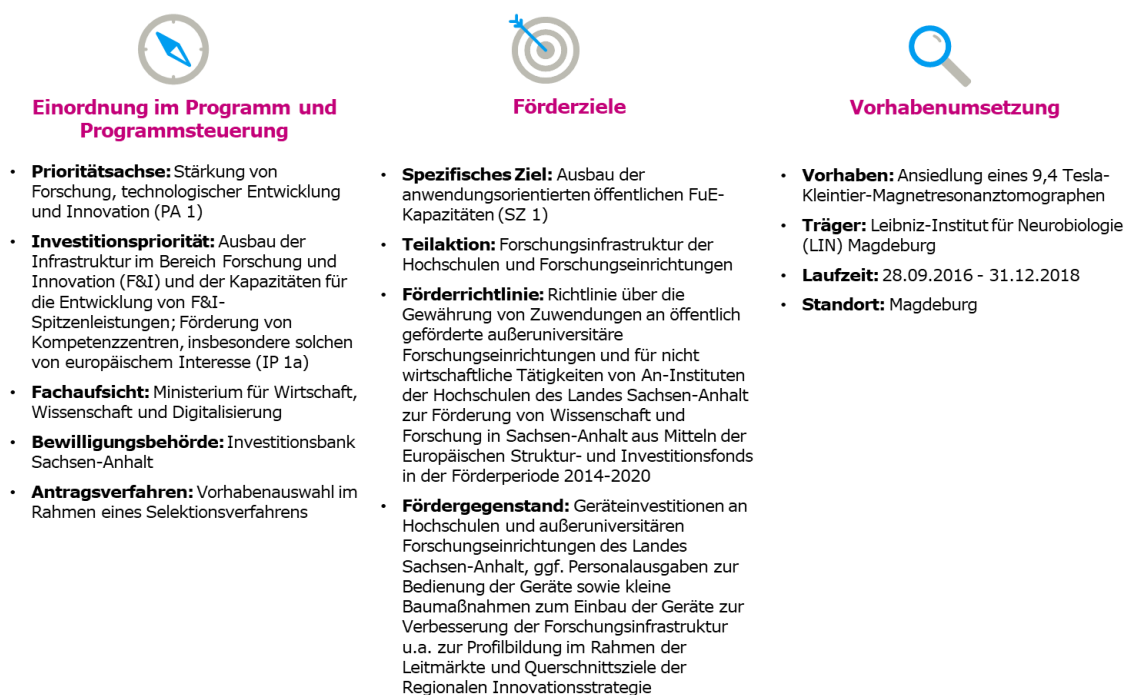 Einordnung im Programm und
Programmsteuerung
• Prioritätsachse: Stärkung von
Forschung, technologischer Entwicklung
und Innovation (PA 1)
• Investitionspriorität: Ausbau der
Infrastruktur im Bereich Forschung und
Innovation (F&I) und der Kapazitäten für
die Entwicklung von F&I-
Spitzenleistungen; Förderung von
Kompetenzzentren, insbesondere solchen
von europäischem Interesse (IP 1a)
• Fachaufsicht: Ministerium für Wirtschaft,
Wissenschaft und Digitalisierung
• Bewilligungsbehörde: Investitionsbank
Sachsen-Anhalt
• Antragsverfahren: Vorhabenauswahl im
Rahmen eines Selektionsverfahrens
Förderziele
• Spezifisches Ziel: Ausbau der
anwendungsorientierten öffentlichen FuE-
Kapazitäten (SZ 1)
• Teilaktion: Forschungsinfrastruktur der
Hochschulen und Forschungseinrichtungen
• Förderrichtlinie: Richtlinie über die
Gewährung von Zuwendungen an öffentlich
geförderte außeruniversitäre
Forschungseinrichtungen und für nicht
wirtschaftliche Tätigkeiten von An-Instituten
der Hochschulen des Landes Sachsen-Anhalt
zur Förderung von Wissenschaft und
Forschung in Sachsen-Anhalt aus Mitteln der
Europäischen Struktur- und Investitionsfonds
in der Förderperiode 2014-2020
• Fördergegenstand: Geräteinvestitionen an
Hochschulen und außeruniversitären
Forschungseinrichtungen des Landes
Sachsen-Anhalt, ggf. Personalausgaben zur
Bedienung der Geräte sowie kleine
Baumaßnahmen zum Einbau der Geräte zur
Verbesserung der Forschungsinfrastruktur
u.a. zur Profilbildung im Rahmen der
Leitmärkte und Querschnittsziele der
Regionalen Innovationsstrategie
Vorhabenumsetzung
• Vorhaben: Ansiedlung eines 9,4 Tesla-
Kleintier-Magnetresonanztomographen
• Träger: Leibniz-Institut für Neurobiologie
(LIN) Magdeburg
• Laufzeit: 28.09.2016 - 31.12.2018
• Standort: Magdeburg